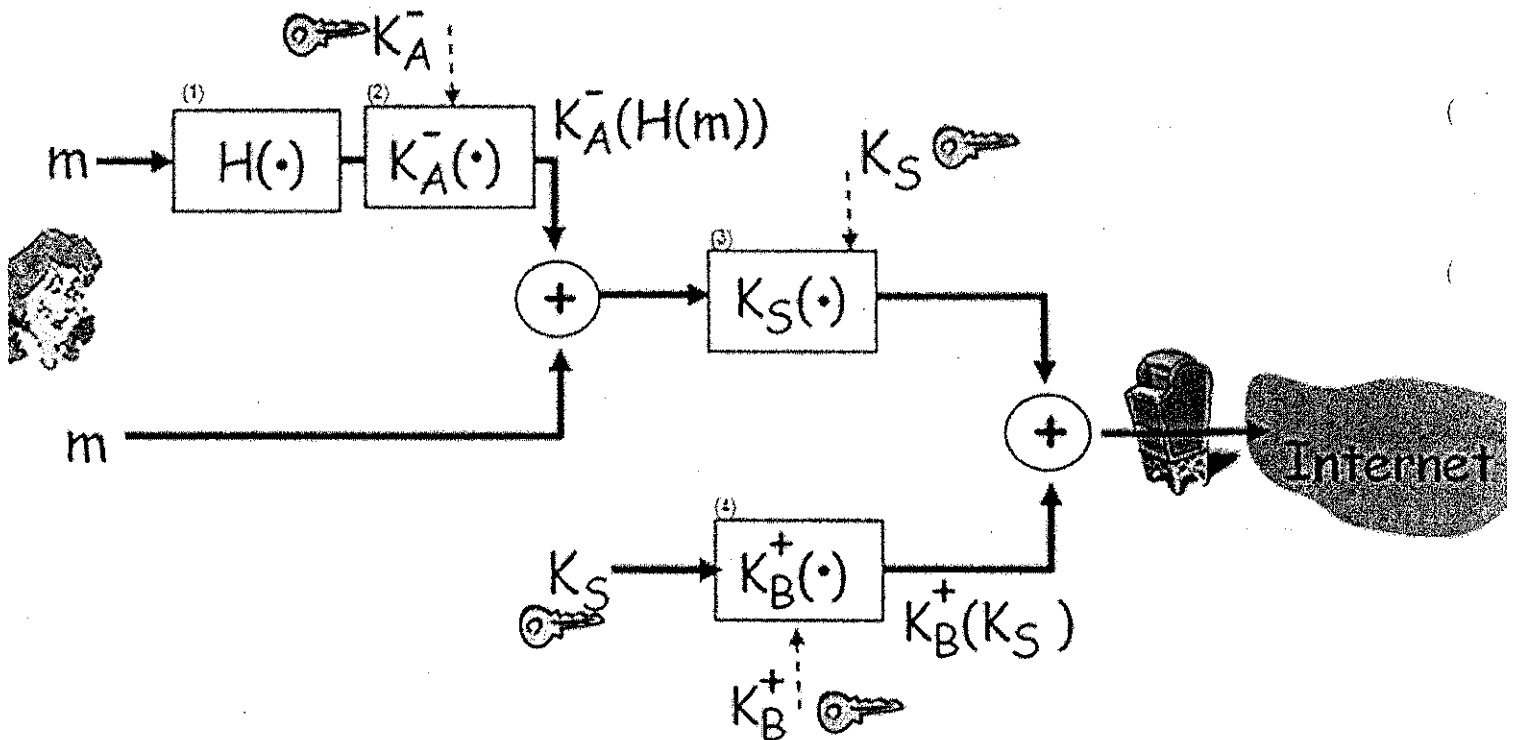 K_A^-
(1)
(2)
m
H(·)
K_A^-(·)
K_A^-(H(m))
K_S
(3)
+
K_S(·)
m
+
Internet
(4)
K_S
K_B^+(·)
K_B^+(K_S)
K_B^+